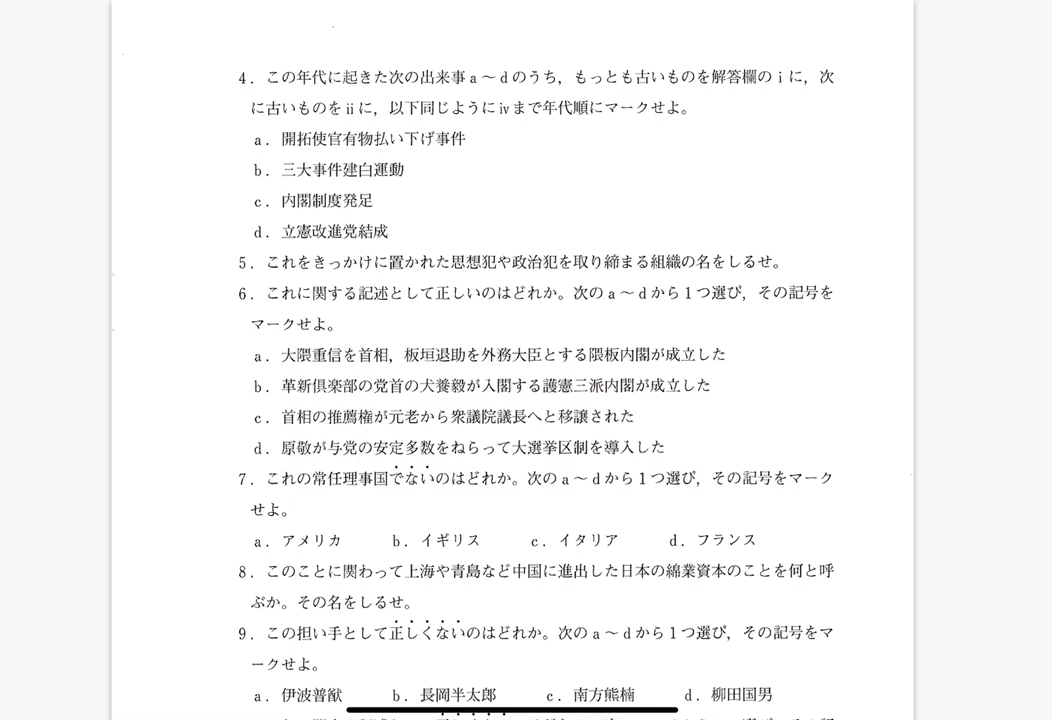 4．この年代に起きた次の出来事a～dのうち，もっとも古いものを解答欄のⅰに，次
に古いものをⅱに，以下同じようにⅳまで年代順にマークせよ。
a．開拓使官有物払い下げ事件
b．三大事件建白運動
c．内閣制度発足
d．立憲改進党結成
5．これをきっかけに置かれた思想犯や政治犯を取り締まる組織の名をしるせ。
6．これに関する記述として正しいのはどれか。次のa～dから1つ選び，その記号を
マークせよ。
a．大隈重信を首相，板垣退助を外務大臣とする隈板内閣が成立した
b．革新倶楽部の党首の犬養毅が入閣する護憲三派内閣が成立した
c．首相の推薦権が元老から衆議院議長へと移譲された
d．原敬が与党の安定多数をねらって大選挙区制を導入した
7．これの常任理事国でないのはどれか。次のa～dから1つ選び，その記号をマーク
せよ。
a．アメリカ　b．イギリス　c．イタリア　d．フランス
8．このことに関わって上海や青島など中国に進出した日本の綿業資本のことを何と呼
ぶか。その名をしるせ。
9．この担い手として正しくないのはどれか。次のa～dから1つ選び，その記号をマ
ークせよ。
a．伊波普猷　b．長岡半太郎　c．南方熊楠　d．柳田国男